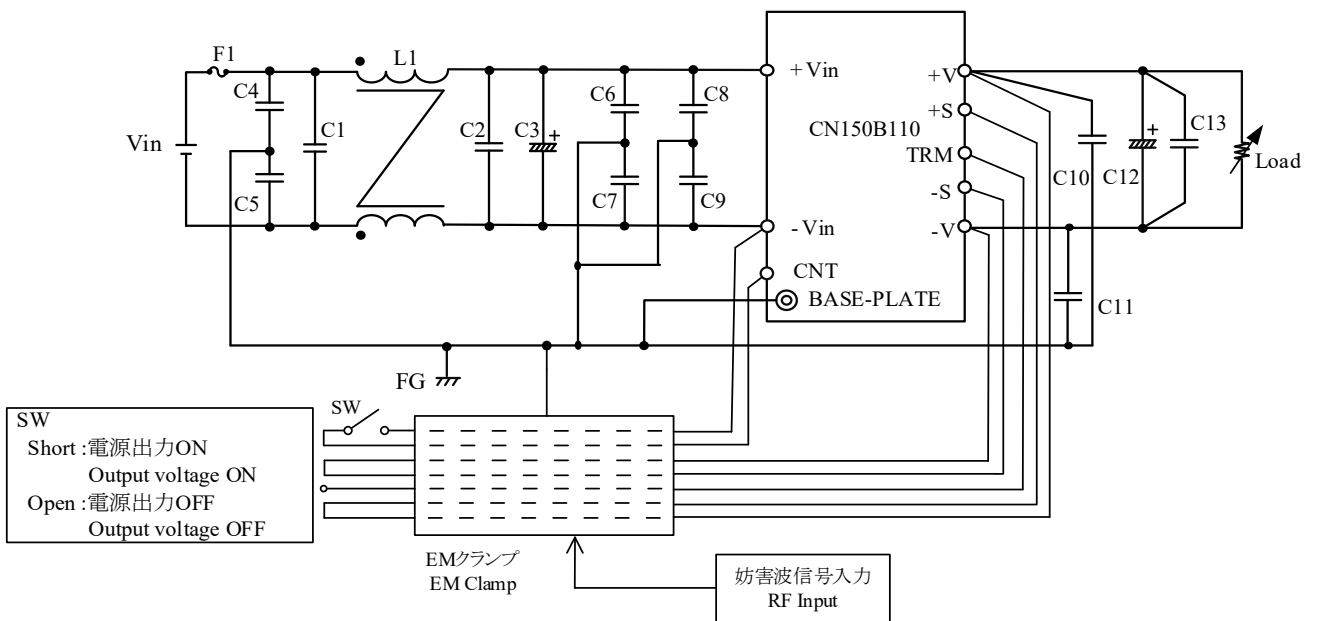 F1
L1
C4
C1
C5
Vin
C2
C3
+
C6
C7
C8
C9
+Vin
-Vin
CNT
BASE-PLATE
CN150B110
+V
+S
TRM
-S
-V
C10
C12
+
C13
Load
C11
FG
SW
SW
Short :電源出力ON
Output voltage ON
Open :電源出力OFF
Output voltage OFF
EMクランプ
EM Clamp
妨害波信号入力
RF Input